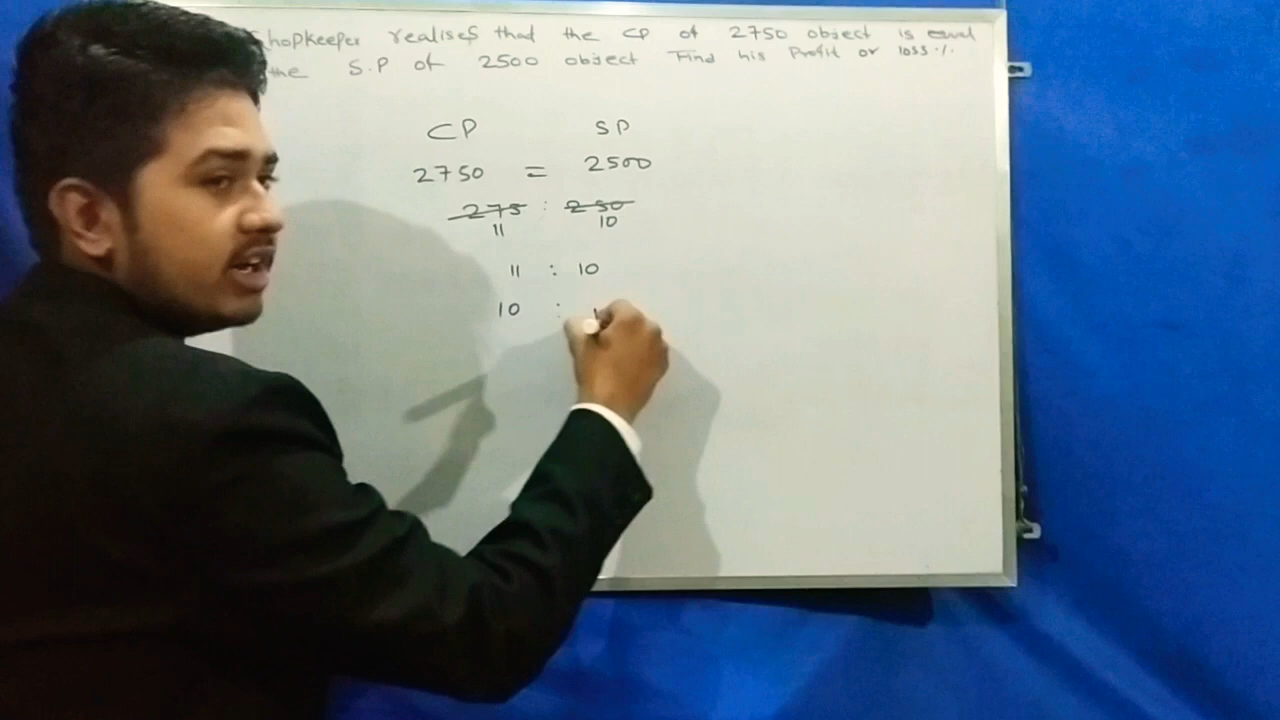 Shopkeeper realises that the CP of 2750 object is equal
the S.P of 2500 object Find his Profit or loss %.
CP SP
2750 = 2500
275 : 250
11 10
11 : 10
10 :